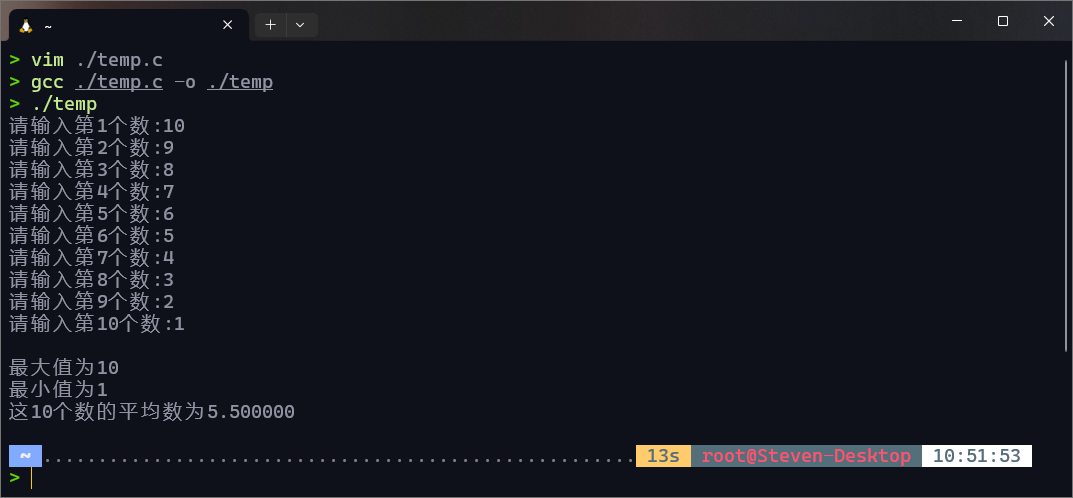 ~
> vim ./temp.c
> gcc ./temp.c -o ./temp
> ./temp
请输入第1个数:10
请输入第2个数:9
请输入第3个数:8
请输入第4个数:7
请输入第5个数:6
请输入第6个数:5
请输入第7个数:4
请输入第8个数:3
请输入第9个数:2
请输入第10个数:1
最大值为10
最小值为1
这10个数的平均数为5.500000
~ ...................................................... 13s root@Steven-Desktop 10:51:53
>